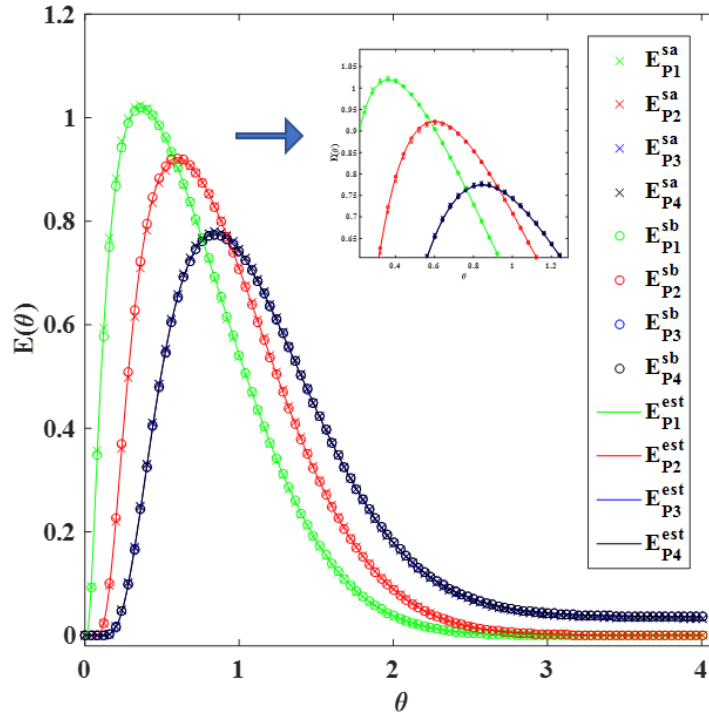 1.2
1
0.8
0.6
0.4
0.2
0
E(θ)
0
1
2
3
4
θ
1.05
1
0.95
0.9
0.85
0.8
0.75
0.7
0.65
E(θ)
0.4
0.6
0.8
1
1.2
θ
E^sa_P1
E^sa_P2
E^sa_P3
E^sa_P4
E^sb_P1
E^sb_P2
E^sb_P3
E^sb_P4
E^est_P1
E^est_P2
E^est_P3
E^est_P4